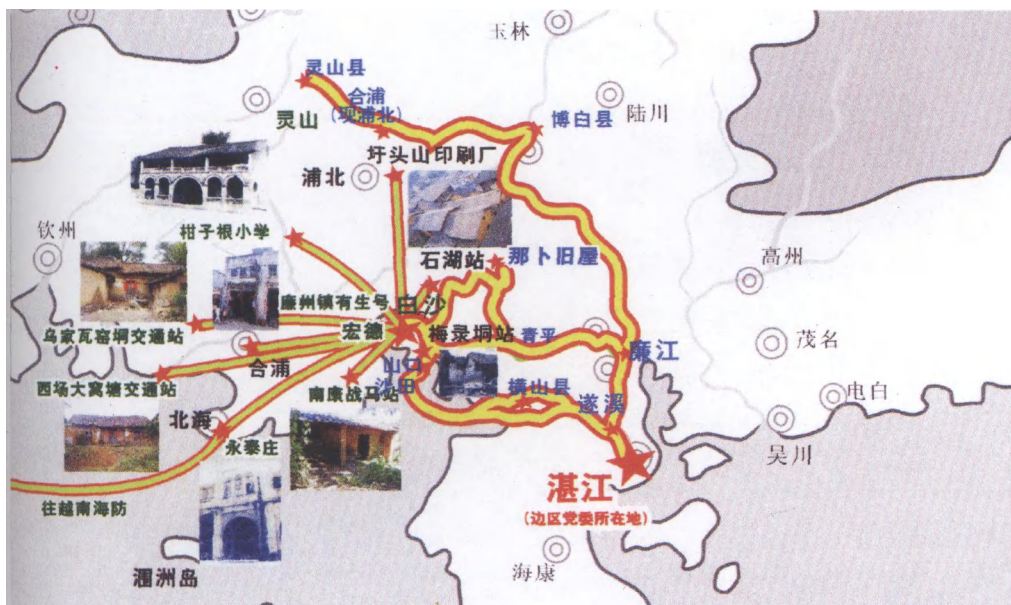 玉林
灵山县
合浦
(现浦北)
灵山
博白县
陆川
圩头山印刷厂
浦北
钦州
柑子根小学
石湖站
那卜旧屋
高州
廉州镇有生号
白沙
宏德
梅录垌站
青平
乌家瓦窑垌交通站
廉江
茂名
合浦
山口
沙田
西场大窝塘交通站
南康战马站
横山县
遂溪
电白
北海
永泰庄
吴川
湛江
(边区党委所在地)
往越南海防
海康
涠洲岛